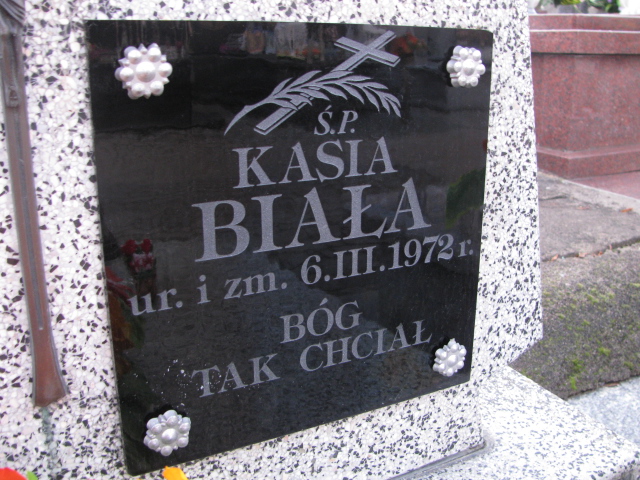 Ś.P.
KASIA
BIAŁA
ur. i zm. 6.III.1972 r.
BÓG
TAK CHCIAŁ